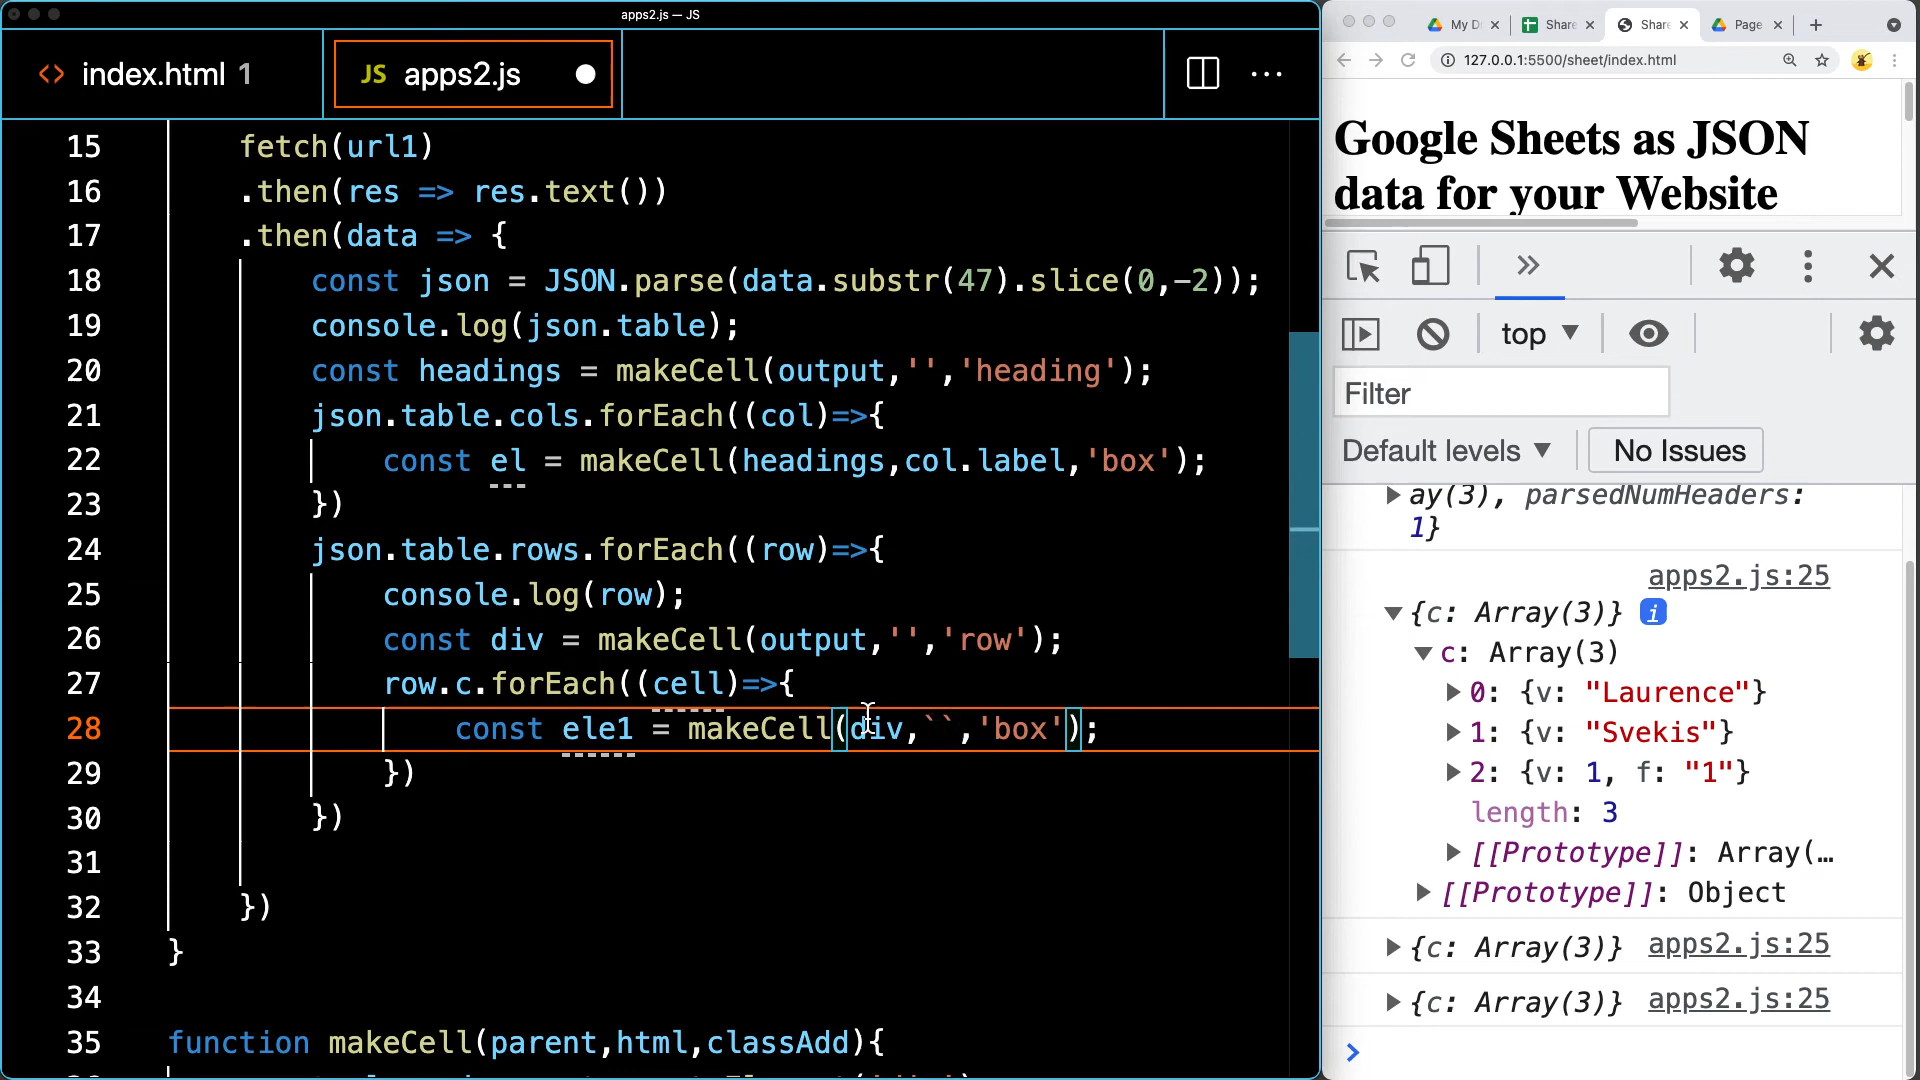 apps2.js — JS
index.html 1
JS apps2.js
15 fetch(url1)
16 .then(res => res.text())
17 .then(data => {
18 const json = JSON.parse(data.substr(47).slice(0,-2));
19 console.log(json.table);
20 const headings = makeCell(output,'','heading');
21 json.table.cols.forEach((col)=>{
22 const el = makeCell(headings,col.label,'box');
23 })
24 json.table.rows.forEach((row)=>{
25 console.log(row);
26 const div = makeCell(output,'','row');
27 row.c.forEach((cell)=>{
28 const ele1 = makeCell(div,``,'box');
29 })
30 })
31
32 })
33 }
34
35 function makeCell(parent,html,classAdd){
My D
Share
Share
Page
127.0.0.1:5500/sheet/index.html
Google Sheets as JSON
data for your Website
top
Filter
Default levels
No Issues
ay(3), parsedNumHeaders:
1}
apps2.js:25
{c: Array(3)}
c: Array(3)
0: {v: "Laurence"}
1: {v: "Svekis"}
2: {v: 1, f: "1"}
length: 3
[[Prototype]]: Array(…
[[Prototype]]: Object
{c: Array(3)} apps2.js:25
{c: Array(3)} apps2.js:25